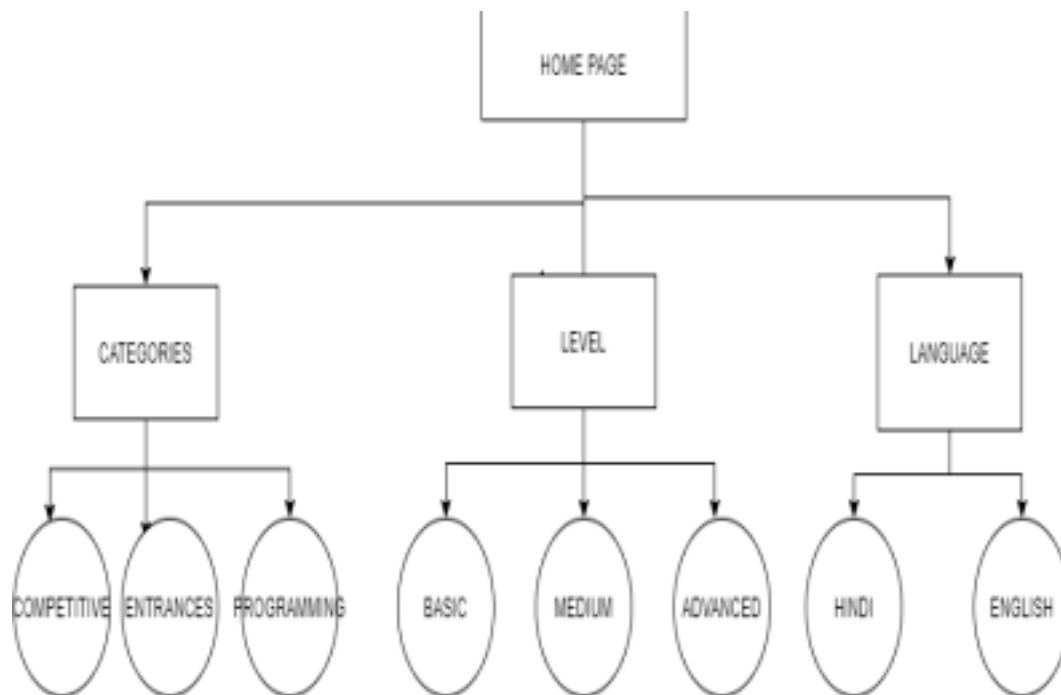 HOME PAGE
CATEGORIES
LEVEL
LANGUAGE
COMPETITIVE
ENTRANCES
PROGRAMMING
BASIC
MEDIUM
ADVANCED
HINDI
ENGLISH